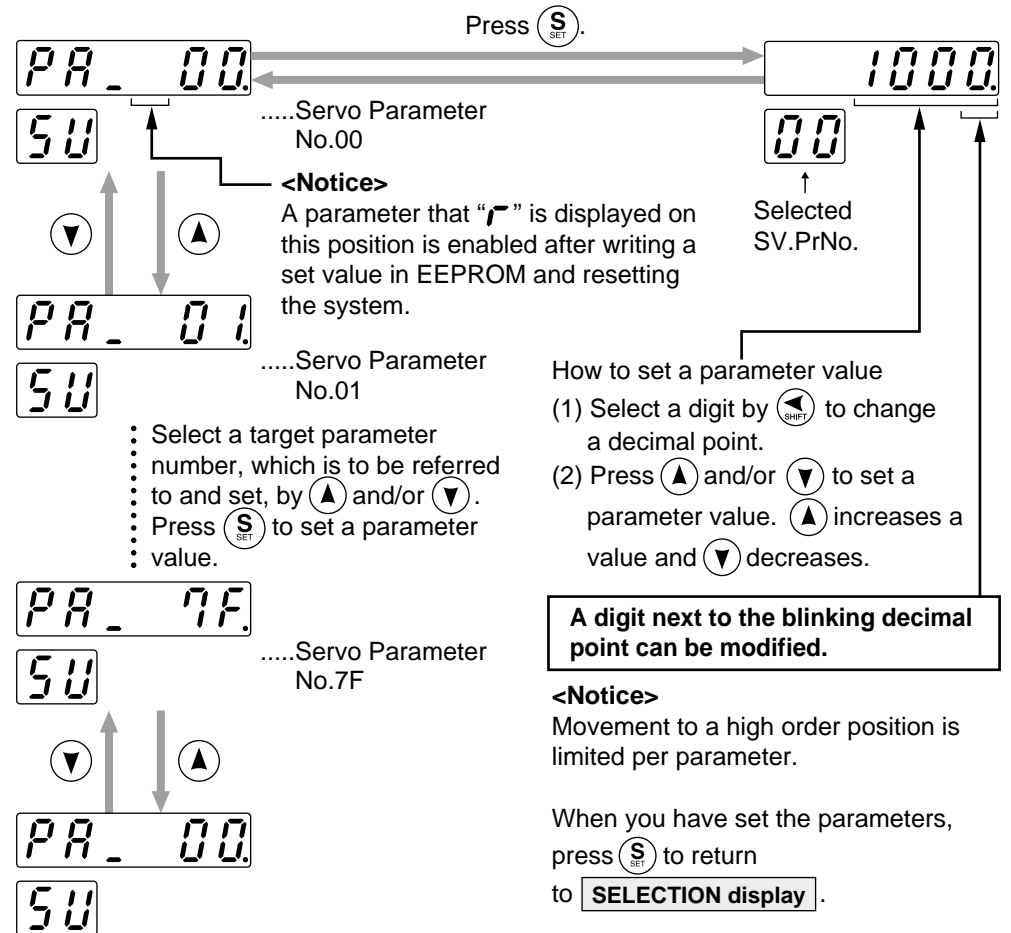 Press S SET.
PA_ 00.
1000.
SU
.....Servo Parameter
No.00
00
<Notice>
A parameter that “r” is displayed on
this position is enabled after writing a
set value in EEPROM and resetting
the system.
Selected
SV.PrNo.
PA_ 01.
SU
.....Servo Parameter
No.01
Select a target parameter
number, which is to be referred
to and set, by ▲ and/or ▼.
Press S SET to set a parameter
value.
How to set a parameter value
(1) Select a digit by ◀ SHIFT to change
a decimal point.
(2) Press ▲ and/or ▼ to set a
parameter value. ▲ increases a
value and ▼ decreases.
PA_ 7F.
SU
.....Servo Parameter
No.7F
A digit next to the blinking decimal
point can be modified.
<Notice>
Movement to a high order position is
limited per parameter.
PA_ 00.
SU
When you have set the parameters,
press S SET to return
to SELECTION display.